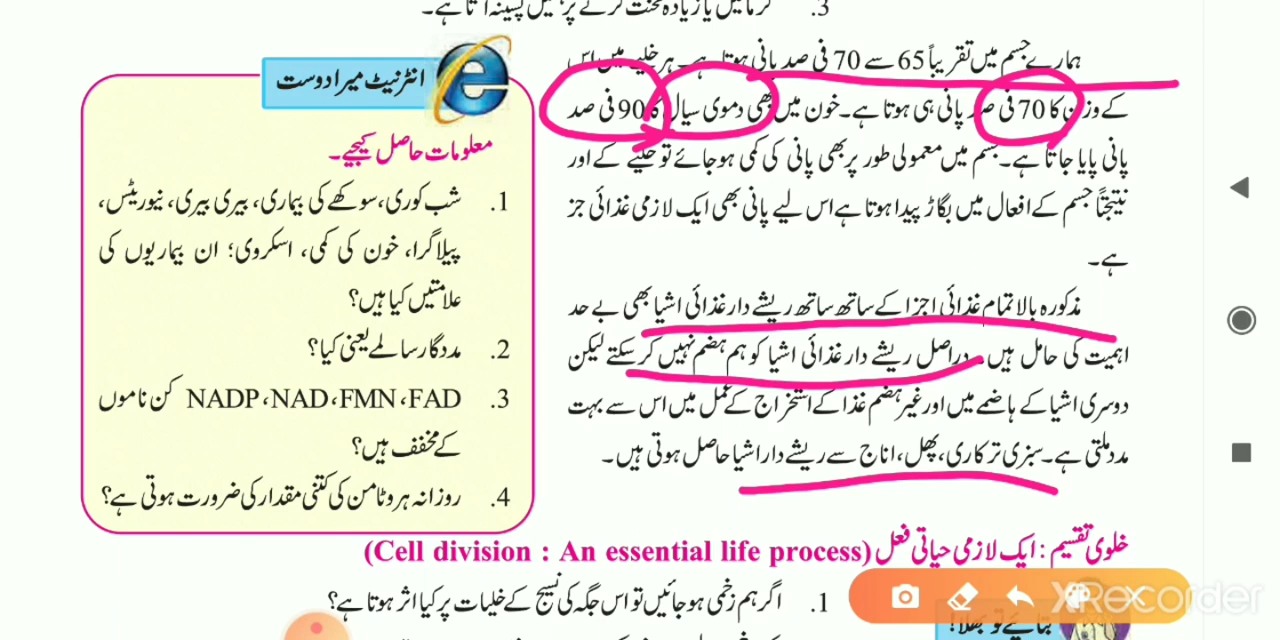 3. گرما میں یا زیادہ محنت کرنے پر ہمیں پسینہ آتا ہے۔
ہمارے جسم میں تقریباً 65 سے 70 فی صد پانی ہوتا ہے۔ ہر خلیے میں اس
کے وزن کا 70 فی صد پانی ہی ہوتا ہے۔ خون میں بھی دموی سیال کا 90 فی صد
پانی پایا جاتا ہے۔ جسم میں معمولی طور پر بھی پانی کی کمی ہوجائے تو خلیے کے اور
نتیجتاً جسم کے افعال میں بگاڑ پیدا ہوتا ہے اس لیے پانی بھی ایک لازمی غذائی جز
ہے۔
مذکورہ بالا تمام غذائی اجزا کے ساتھ ساتھ ریشے دار غذائی اشیا بھی بے حد
اہمیت کی حامل ہیں۔ دراصل ریشے دار غذائی اشیا کو ہم ہضم نہیں کرسکتے لیکن
دوسری اشیا کے ہاضمے میں اور غیر ہضم غذا کے استخراج کے عمل میں اس سے بہت
مدد ملتی ہے۔ سبزی ترکاری، پھل، اناج سے ریشے دار اشیا حاصل ہوتی ہیں۔
انٹرنیٹ میرا دوست
معلومات حاصل کیجیے۔
1. شب کوری، سوکھے کی بیماری، بیری بیری، نیوریٹس،
پیلاگرا، خون کی کمی، اسکروی؛ ان بیماریوں کی
علامتیں کیا ہیں؟
2. مددگار سالمے یعنی کیا؟
3. NADP، NAD، FMN، FAD کن ناموں
کے مخفف ہیں؟
4. روزانہ ہر وٹامن کی کتنی مقدار کی ضرورت ہوتی ہے؟
خلوی تقسیم : ایک لازمی حیاتی فعل (Cell division : An essential life process)
1. اگر ہم زخمی ہوجائیں تو اس جگہ کی نسیج کے خلیات پر کیا اثر ہوتا ہے؟
بتائیے تو بھلا!
XRecorder